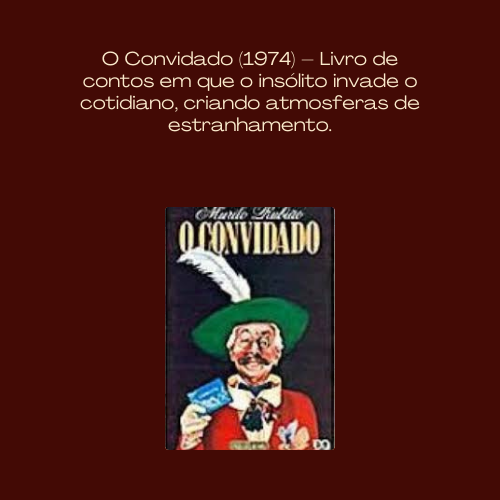 O Convidado (1974) – Livro de
contos em que o insólito invade o
cotidiano, criando atmosferas de
estranhamento.
Murilo Rubião
O CONVIDADO